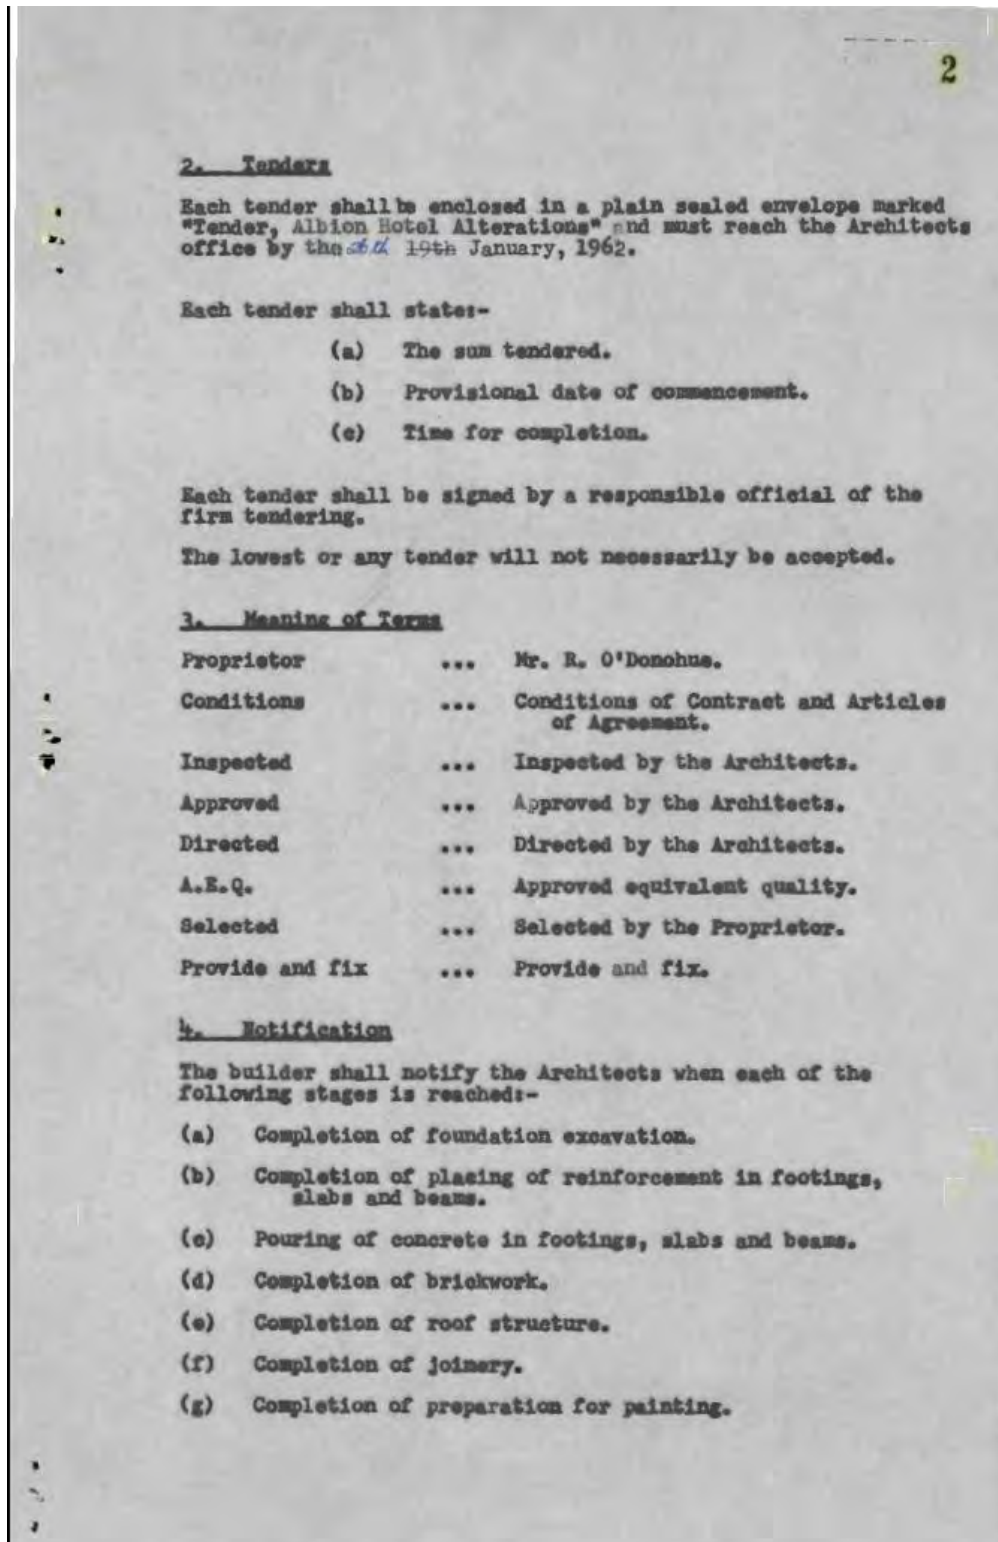 2
2. Tenders
Each tender shall be enclosed in a plain sealed envelope marked
"Tender, Albion Hotel Alterations" and must reach the Architects
office by the 19th January, 1962.
Each tender shall state:-
(a) The sum tendered.
(b) Provisional date of commencement.
(c) Time for completion.
Each tender shall be signed by a responsible official of the
firm tendering.
The lowest or any tender will not necessarily be accepted.
3. Meaning of Terms
Proprietor ... Mr. R. O'Donohue.
Conditions ... Conditions of Contract and Articles
of Agreement.
Inspected ... Inspected by the Architects.
Approved ... Approved by the Architects.
Directed ... Directed by the Architects.
A.E.Q. ... Approved equivalent quality.
Selected ... Selected by the Proprietor.
Provide and fix ... Provide and fix.
4. Notification
The builder shall notify the Architects when each of the
following stages is reached:-
(a) Completion of foundation excavation.
(b) Completion of placing of reinforcement in footings,
slabs and beams.
(c) Pouring of concrete in footings, slabs and beams.
(d) Completion of brickwork.
(e) Completion of roof structure.
(f) Completion of joinery.
(g) Completion of preparation for painting.